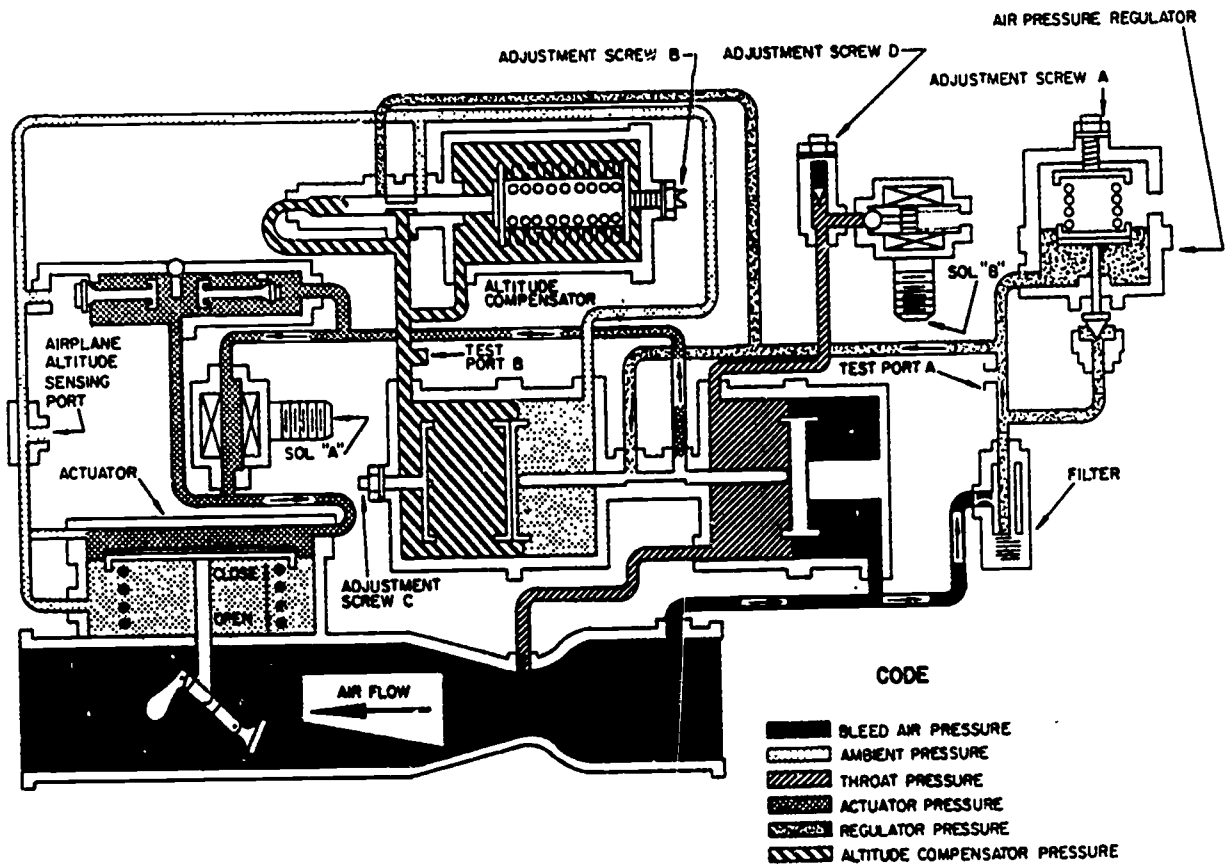 AIR PRESSURE REGULATOR
ADJUSTMENT SCREW B
ADJUSTMENT SCREW D
ADJUSTMENT SCREW A
ALTITUDE
COMPENSATOR
SOL "B"
AIRPLANE
ALTITUDE
SENSING
PORT
TEST
PORT B
TEST PORT A
SOL "A"
ACTUATOR
FILTER
CLOSE
OPEN
ADJUSTMENT
SCREW C
AIR FLOW
CODE
BLEED AIR PRESSURE
AMBIENT PRESSURE
THROAT PRESSURE
ACTUATOR PRESSURE
REGULATOR PRESSURE
ALTITUDE COMPENSATOR PRESSURE